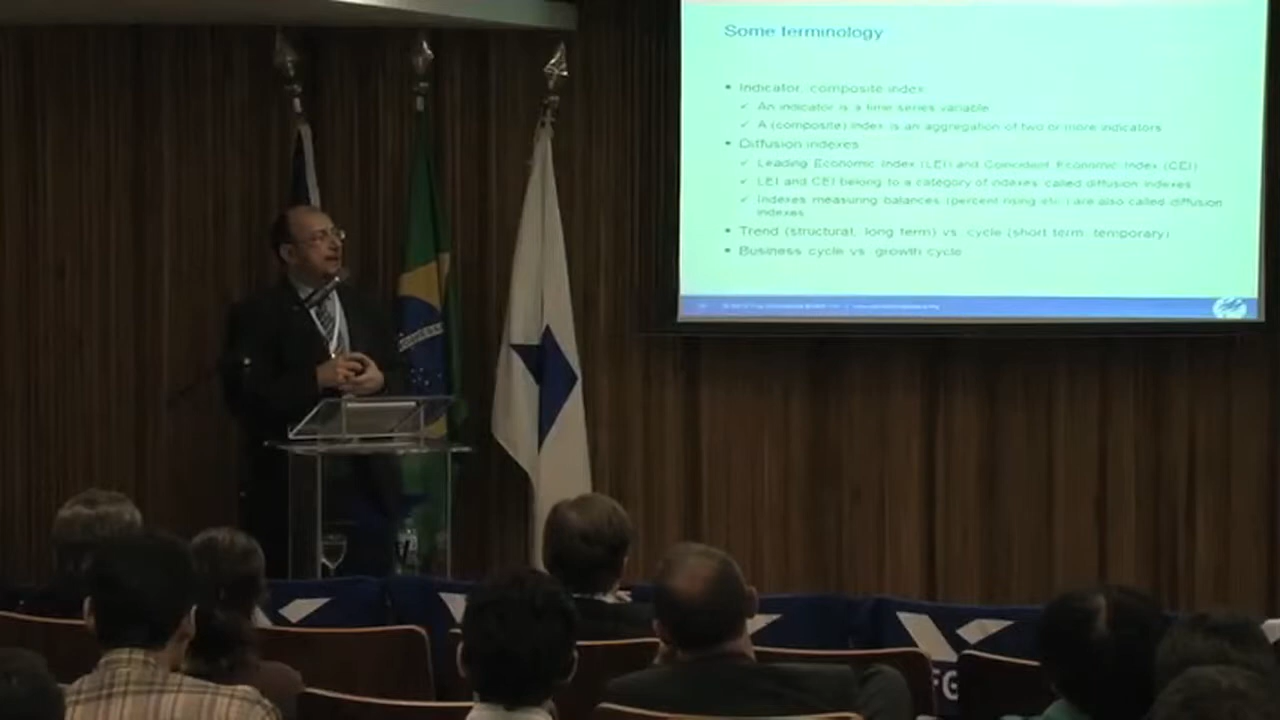 Some terminology
Indicator, composite index
An indicator is a time series variable
A (composite) index is an aggregation of two or more indicators
Diffusion indexes
Leading Economic Index (LEI) and Coincident Economic Index (CEI)
LEI and CEI belong to a category of indexes called diffusion indexes
Indexes measuring balances (percent rising etc.) are also called diffusion
indexes
Trend (structural, long term) vs. cycle (short term, temporary)
Business cycle vs. growth cycle
FG